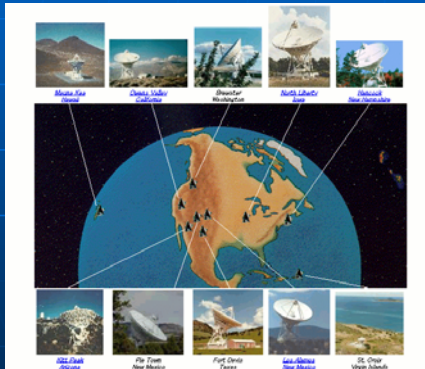 Mauna Kea
Hawaii
Owens Valley
California
Brewster
Washington
North Liberty
Iowa
Hancock
New Hampshire
Kitt Peak
Arizona
Pie Town
New Mexico
Fort Davis
Texas
Los Alamos
New Mexico
St. Croix
Virgin Islands